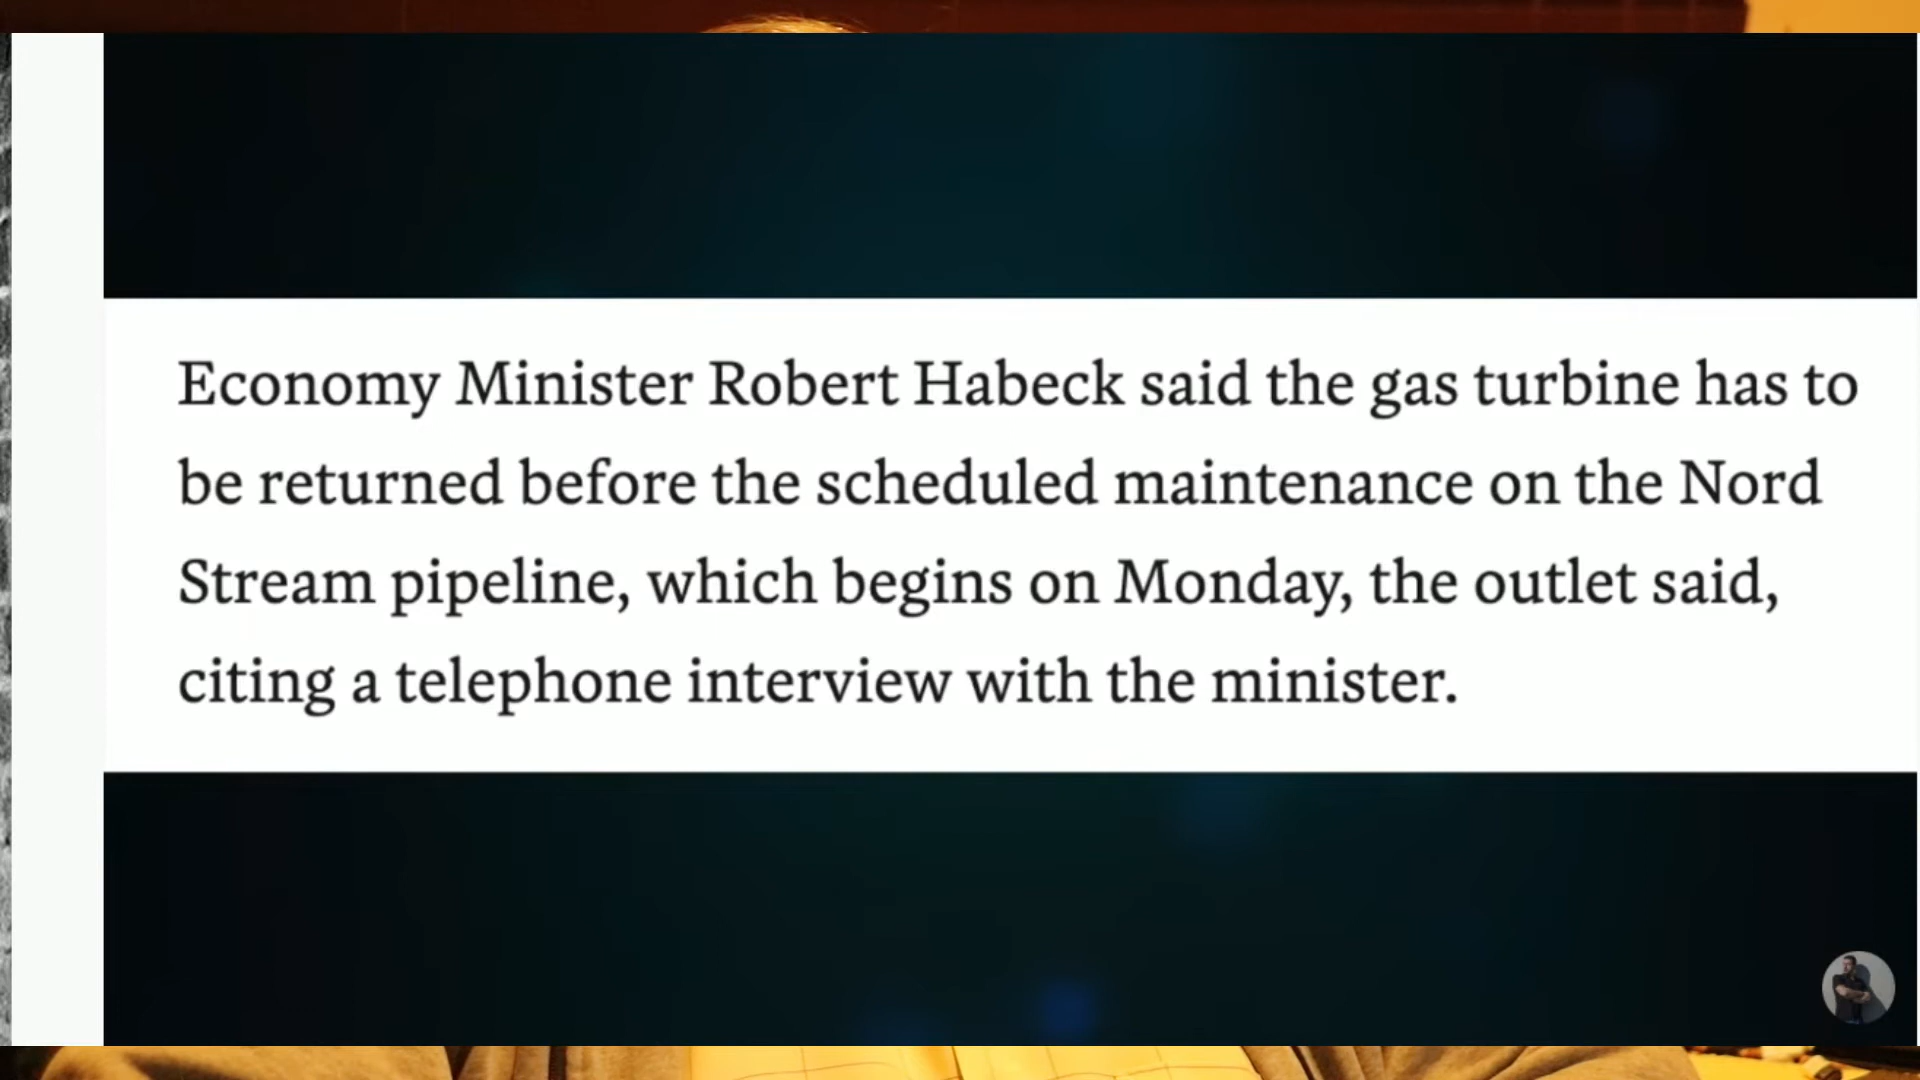 Economy Minister Robert Habeck said the gas turbine has to
be returned before the scheduled maintenance on the Nord
Stream pipeline, which begins on Monday, the outlet said,
citing a telephone interview with the minister.